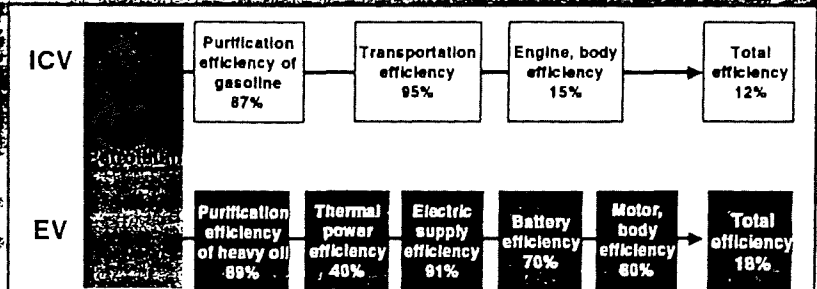 ICV
Purification
efficiency of
gasoline
87%
Transportation
efficiency
95%
Engine, body
efficiency
15%
Total
efficiency
12%
Petroleum
EV
Purification
efficiency
of heavy oil
89%
Thermal
power
efficiency
40%
Electric
supply
efficiency
91%
Battery
efficiency
70%
Motor,
body
efficiency
80%
Total
efficiency
18%